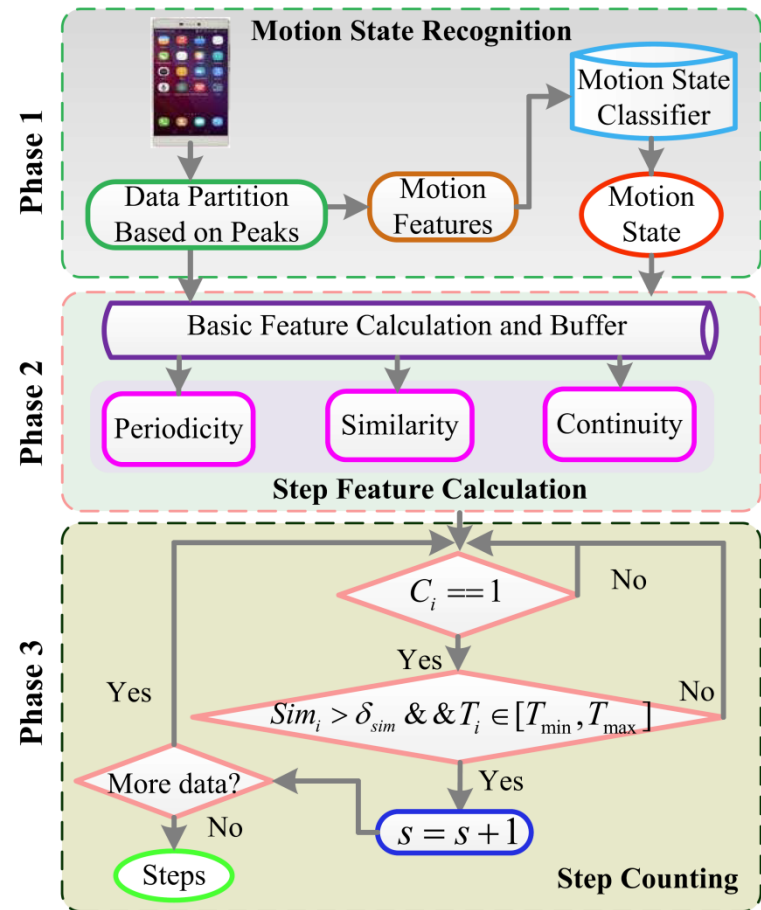 Phase 1
Motion State Recognition
Motion State
Classifier
Data Partition
Based on Peaks
Motion
Features
Motion
State
Phase 2
Basic Feature Calculation and Buffer
Periodicity
Similarity
Continuity
Step Feature Calculation
Phase 3
C_i == 1
No
Yes
Yes
Sim_i > δ_sim && T_i ∈ [T_min, T_max]
No
More data?
Yes
No
s = s + 1
Steps
Step Counting